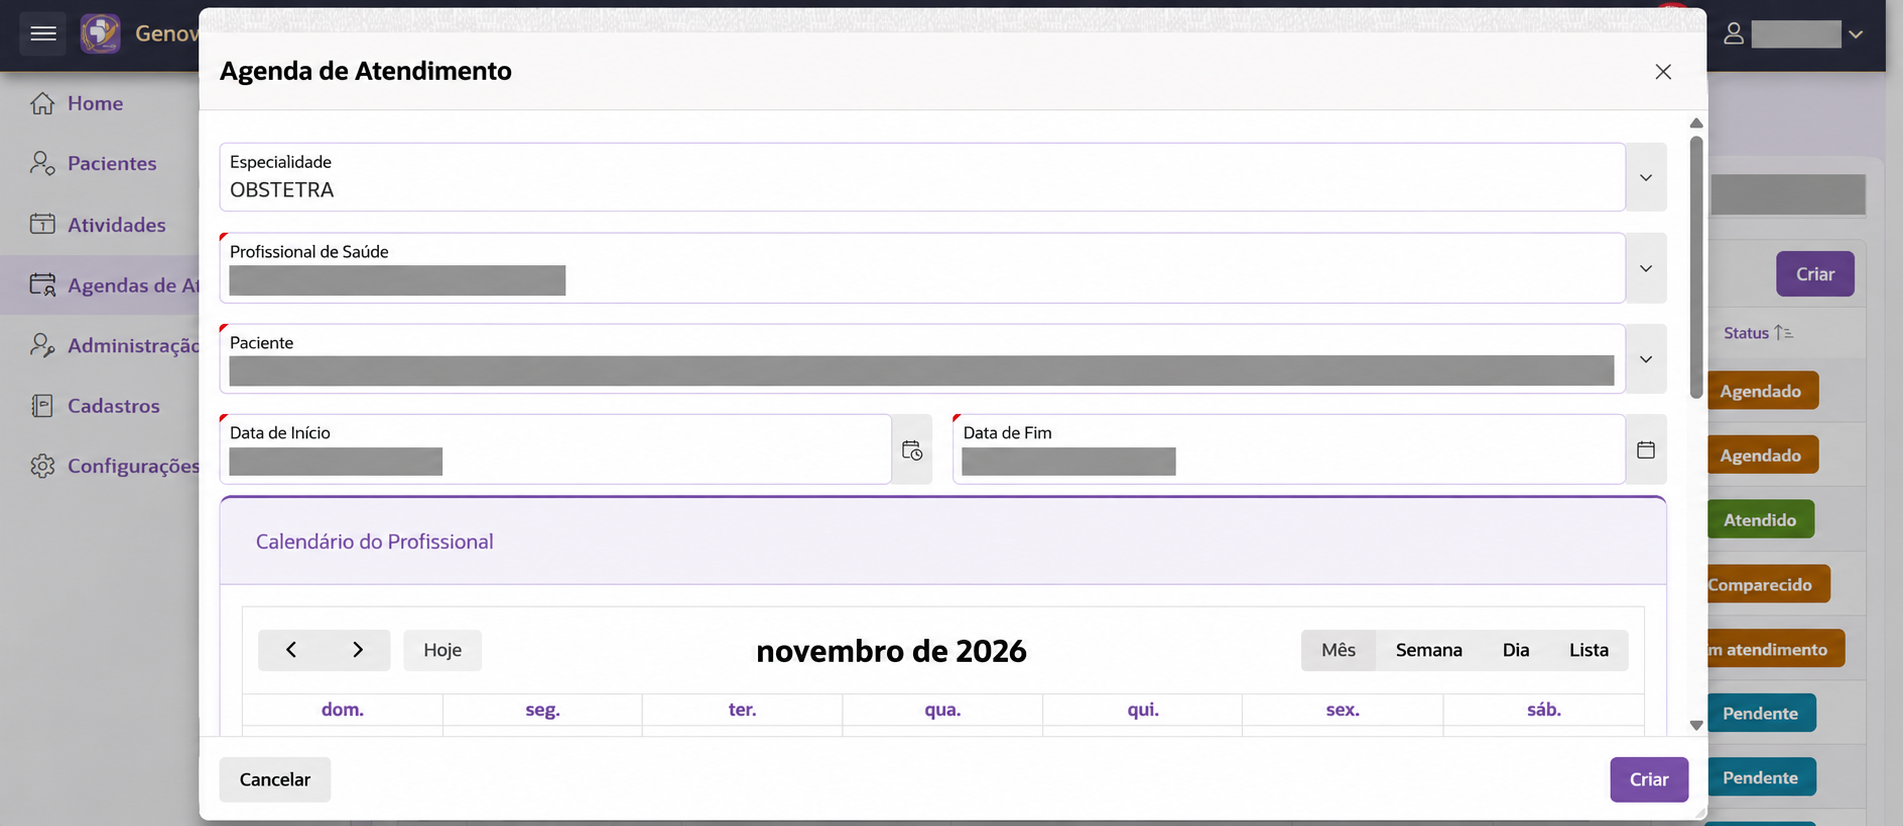 Genov
Agenda de Atendimento
Home
Pacientes
Atividades
Agendas de At
Administração
Cadastros
Configurações
Especialidade
OBSTETRA
Profissional de Saúde
Paciente
Data de Início
Data de Fim
Calendário do Profissional
Hoje
novembro de 2026
Mês Semana Dia Lista
dom. seg. ter. qua. qui. sex. sáb.
Cancelar
Criar
Criar
Status
Agendado
Agendado
Atendido
Comparecido
m atendimento
Pendente
Pendente